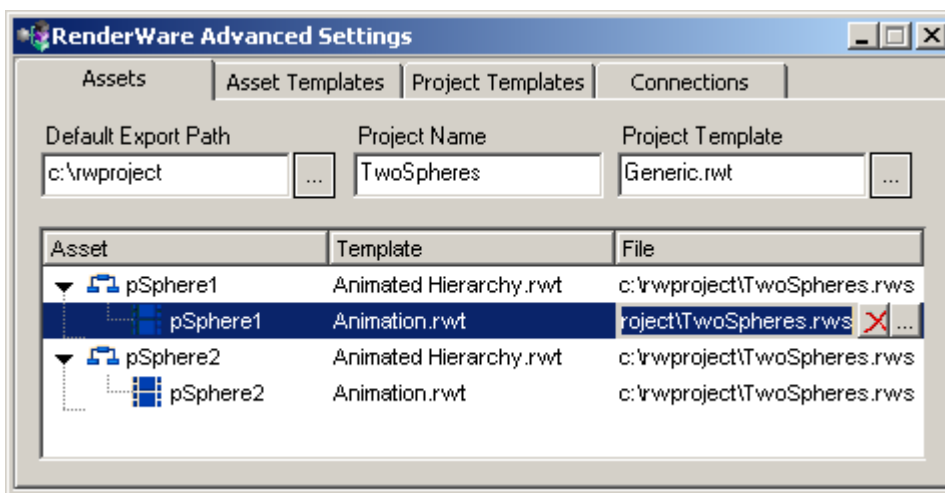 RenderWare Advanced Settings
Assets Asset Templates Project Templates Connections
Default Export Path Project Name Project Template
c:\rwproject ... TwoSpheres Generic.rwt ...
Asset Template File
pSphere1 Animated Hierarchy.rwt c:\rwproject\TwoSpheres.rws
pSphere1 Animation.rwt roject\TwoSpheres.rws ...
pSphere2 Animated Hierarchy.rwt c:\rwproject\TwoSpheres.rws
pSphere2 Animation.rwt c:\rwproject\TwoSpheres.rws